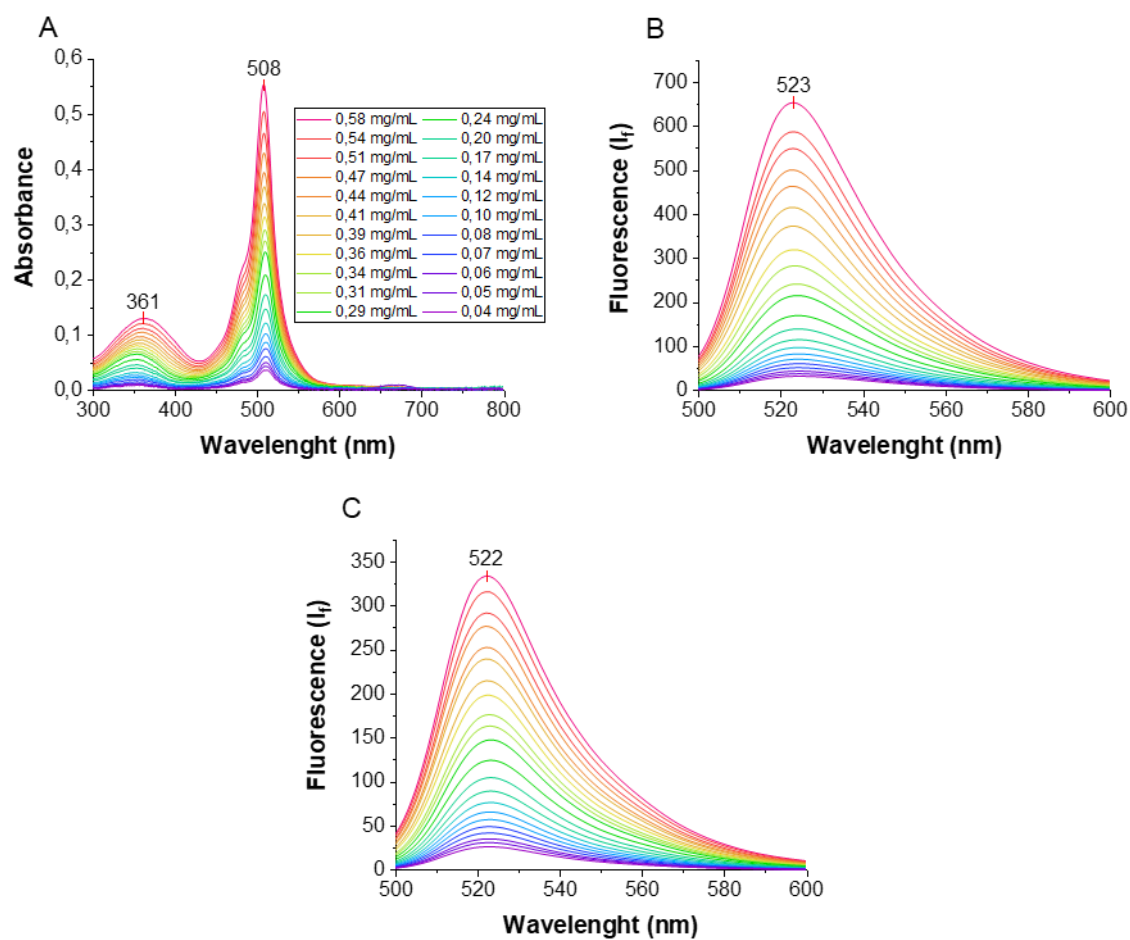 A
0,6
0,5
0,4
0,3
0,2
0,1
0,0
Absorbance
508
361
0,58 mg/mL 0,24 mg/mL
0,54 mg/mL 0,20 mg/mL
0,51 mg/mL 0,17 mg/mL
0,47 mg/mL 0,14 mg/mL
0,44 mg/mL 0,12 mg/mL
0,41 mg/mL 0,10 mg/mL
0,39 mg/mL 0,08 mg/mL
0,36 mg/mL 0,07 mg/mL
0,34 mg/mL 0,06 mg/mL
0,31 mg/mL 0,05 mg/mL
0,29 mg/mL 0,04 mg/mL
300 400 500 600 700 800
Wavelenght (nm)
B
700
600
500
400
300
200
100
0
Fluorescence (If)
523
500 520 540 560 580 600
Wavelenght (nm)
C
350
300
250
200
150
100
50
0
Fluorescence (If)
522
500 520 540 560 580 600
Wavelenght (nm)